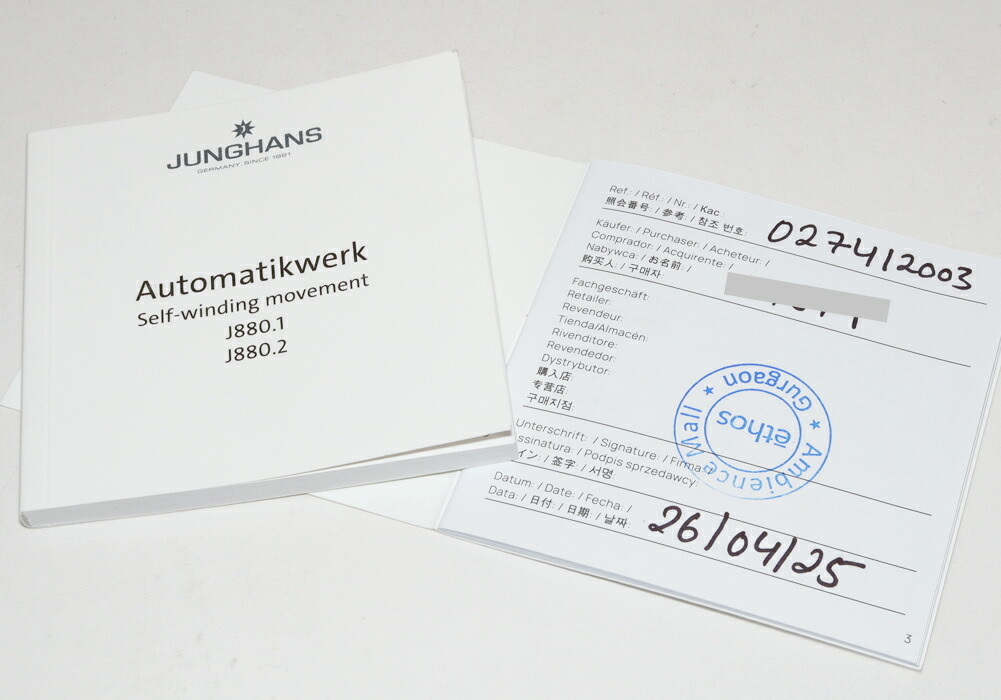 JUNGHANS
GERMANY. SINCE 1861
Automatikwerk
Self-winding movement
J880.1
J880.2
Ref.: / Réf.: / Nr.: / Кас.:
照会番号: / 参考: / 참조 번호:
027412003
Käufer: / Purchaser: / Acheteur: /
Comprador: / Acquirente: /
Nabywca: / お名前: /
购买人: / 구매자:
Fachgeschäft:
Retailer:
Revendeur:
Tienda/Almacén:
Rivenditore:
Revendedor:
Dystrybutor:
購入店:
专营店:
구매지점:
Ambience Mall ★ Gurgaon ★
ēthos
Unterschrift: / Signature: / Firma: /
ssinatura: / Podpis sprzedawcy:
イン: / 签字: / 서명:
Datum: / Date: / Fecha: /
Data: / 日付: / 日期: / 날짜:
26/04/25
3